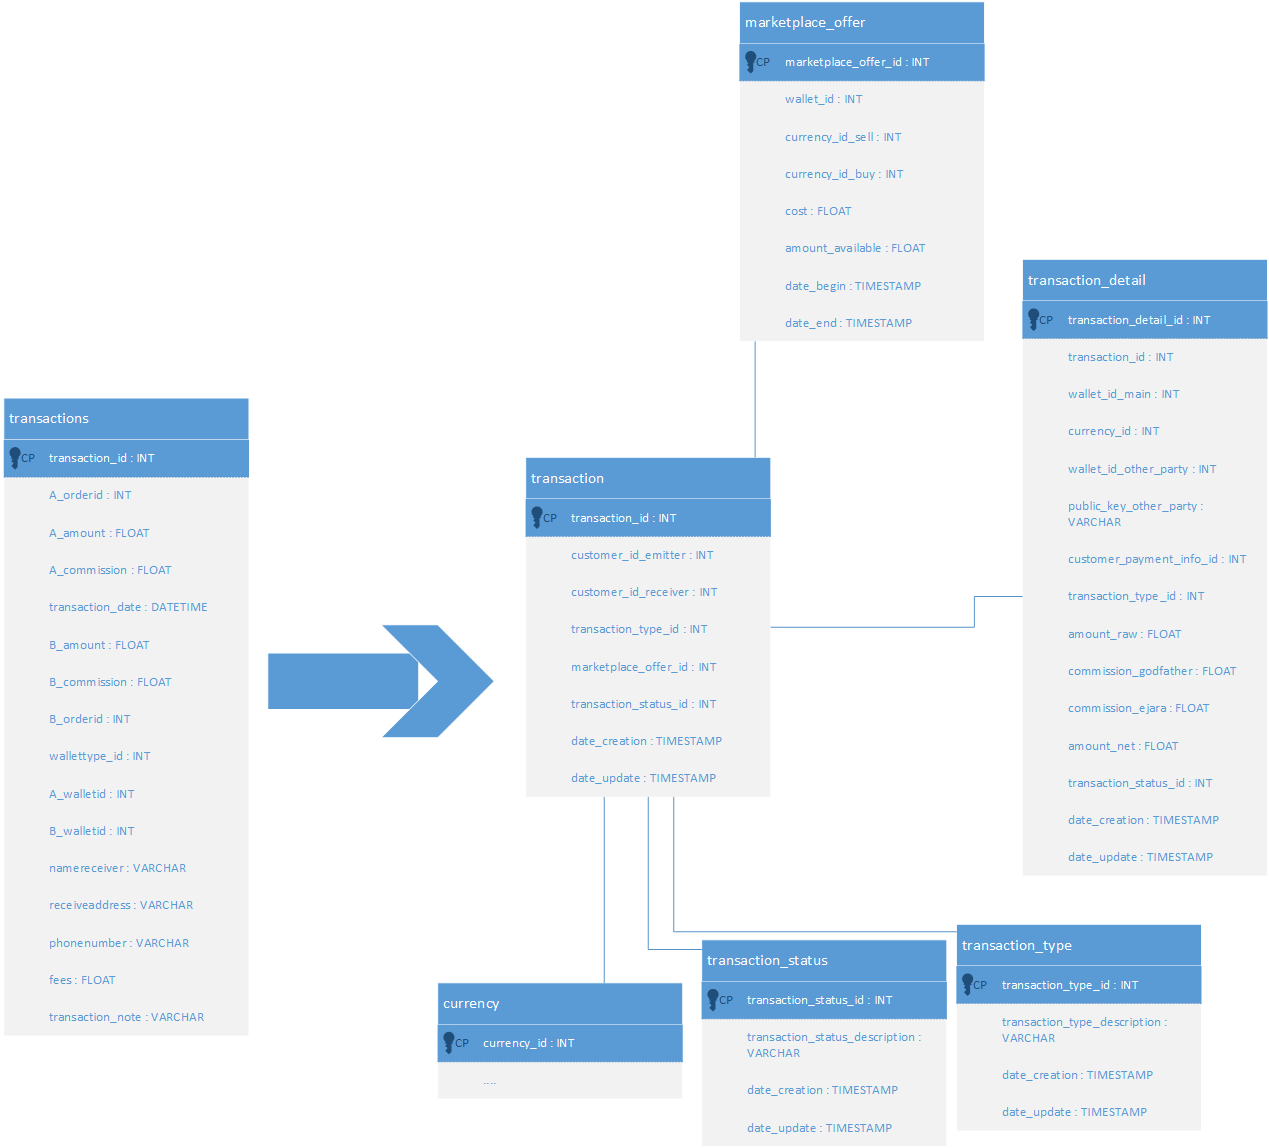 marketplace_offer
CP marketplace_offer_id : INT
wallet_id : INT
currency_id_sell : INT
currency_id_buy : INT
cost : FLOAT
amount_available : FLOAT
date_begin : TIMESTAMP
date_end : TIMESTAMP
transaction_detail
CP transaction_detail_id : INT
transaction_id : INT
wallet_id_main : INT
currency_id : INT
wallet_id_other_party : INT
public_key_other_party :
VARCHAR
customer_payment_info_id : INT
transaction_type_id : INT
amount_raw : FLOAT
commission_godfather : FLOAT
commission_ejara : FLOAT
amount_net : FLOAT
transaction_status_id : INT
date_creation : TIMESTAMP
date_update : TIMESTAMP
transactions
CP transaction_id : INT
A_orderid : INT
A_amount : FLOAT
A_commission : FLOAT
transaction_date : DATETIME
B_amount : FLOAT
B_commission : FLOAT
B_orderid : INT
wallettype_id : INT
A_walletid : INT
B_walletid : INT
namereceiver : VARCHAR
receiveaddress : VARCHAR
phonenumber : VARCHAR
fees : FLOAT
transaction_note : VARCHAR
transaction
CP transaction_id : INT
customer_id_emitter : INT
customer_id_receiver : INT
transaction_type_id : INT
marketplace_offer_id : INT
transaction_status_id : INT
date_creation : TIMESTAMP
date_update : TIMESTAMP
currency
CP currency_id : INT
....
transaction_status
CP transaction_status_id : INT
transaction_status_description :
VARCHAR
date_creation : TIMESTAMP
date_update : TIMESTAMP
transaction_type
CP transaction_type_id : INT
transaction_type_description :
VARCHAR
date_creation : TIMESTAMP
date_update : TIMESTAMP